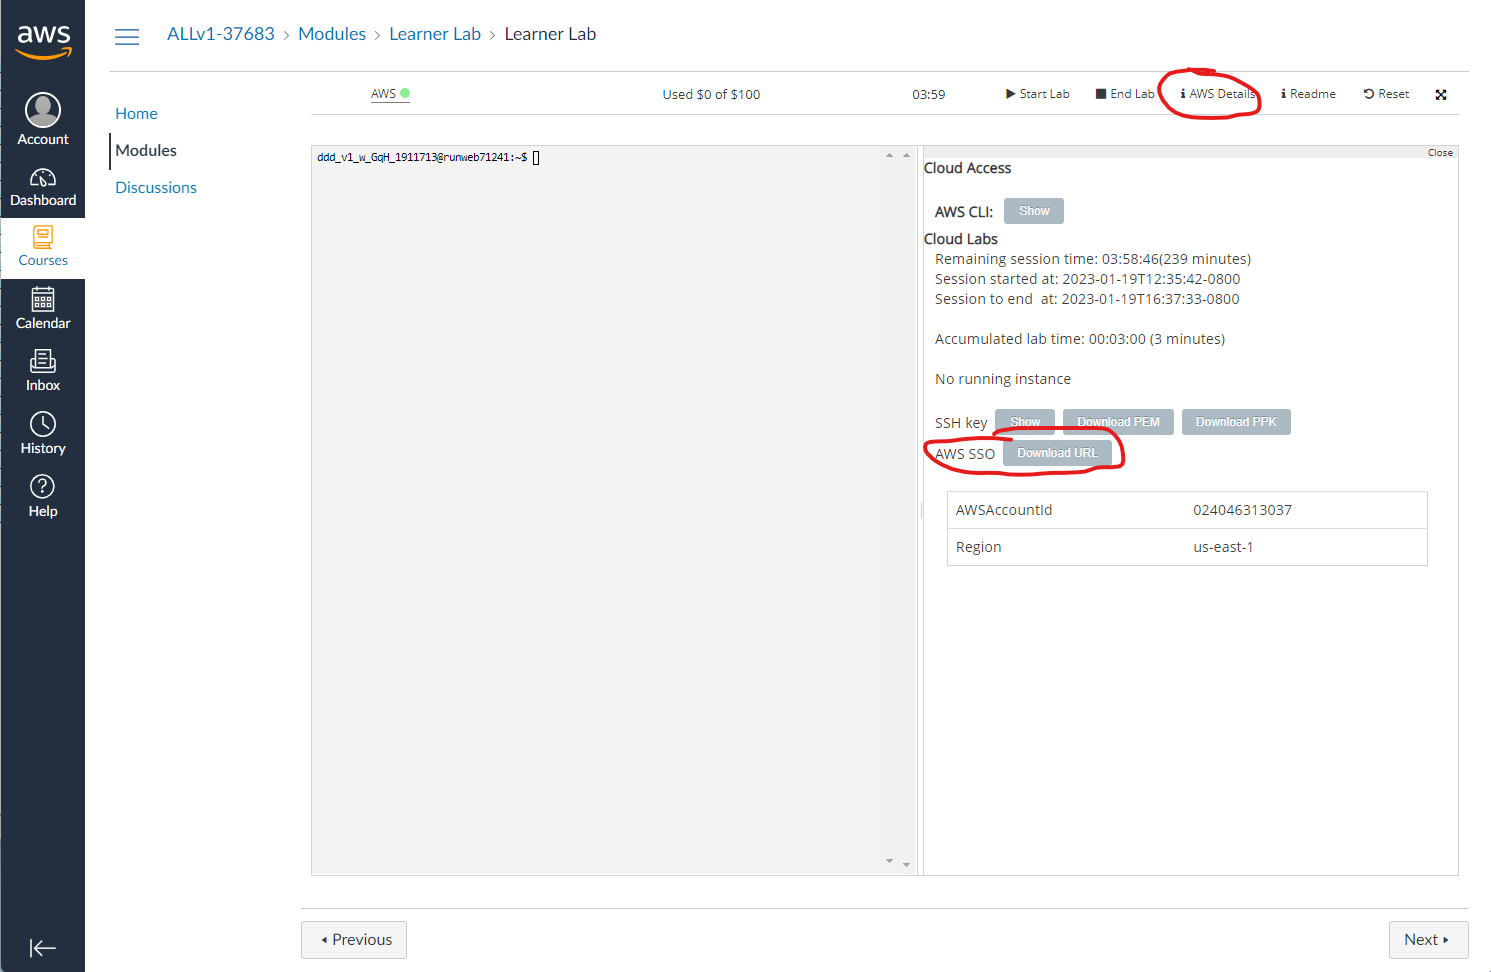 aws
Account
Dashboard
Courses
Calendar
Inbox
History
Help
ALLv1-37683 > Modules > Learner Lab > Learner Lab
Home
Modules
Discussions
AWS
Used $0 of $100
03:59
Start Lab
End Lab
AWS Details
Readme
Reset
ddd_v1_w_GqH_1911713@runweb71241:~$
Close
Cloud Access
AWS CLI: Show
Cloud Labs
Remaining session time: 03:58:46(239 minutes)
Session started at: 2023-01-19T12:35:42-0800
Session to end at: 2023-01-19T16:37:33-0800
Accumulated lab time: 00:03:00 (3 minutes)
No running instance
SSH key Show Download PEM Download PPK
AWS SSO Download URL
AWSAccountId 024046313037
Region us-east-1
Previous
Next